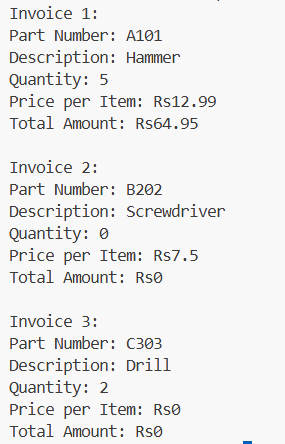 Invoice 1:
Part Number: A101
Description: Hammer
Quantity: 5
Price per Item: Rs12.99
Total Amount: Rs64.95
Invoice 2:
Part Number: B202
Description: Screwdriver
Quantity: 0
Price per Item: Rs7.5
Total Amount: Rs0
Invoice 3:
Part Number: C303
Description: Drill
Quantity: 2
Price per Item: Rs0
Total Amount: Rs0